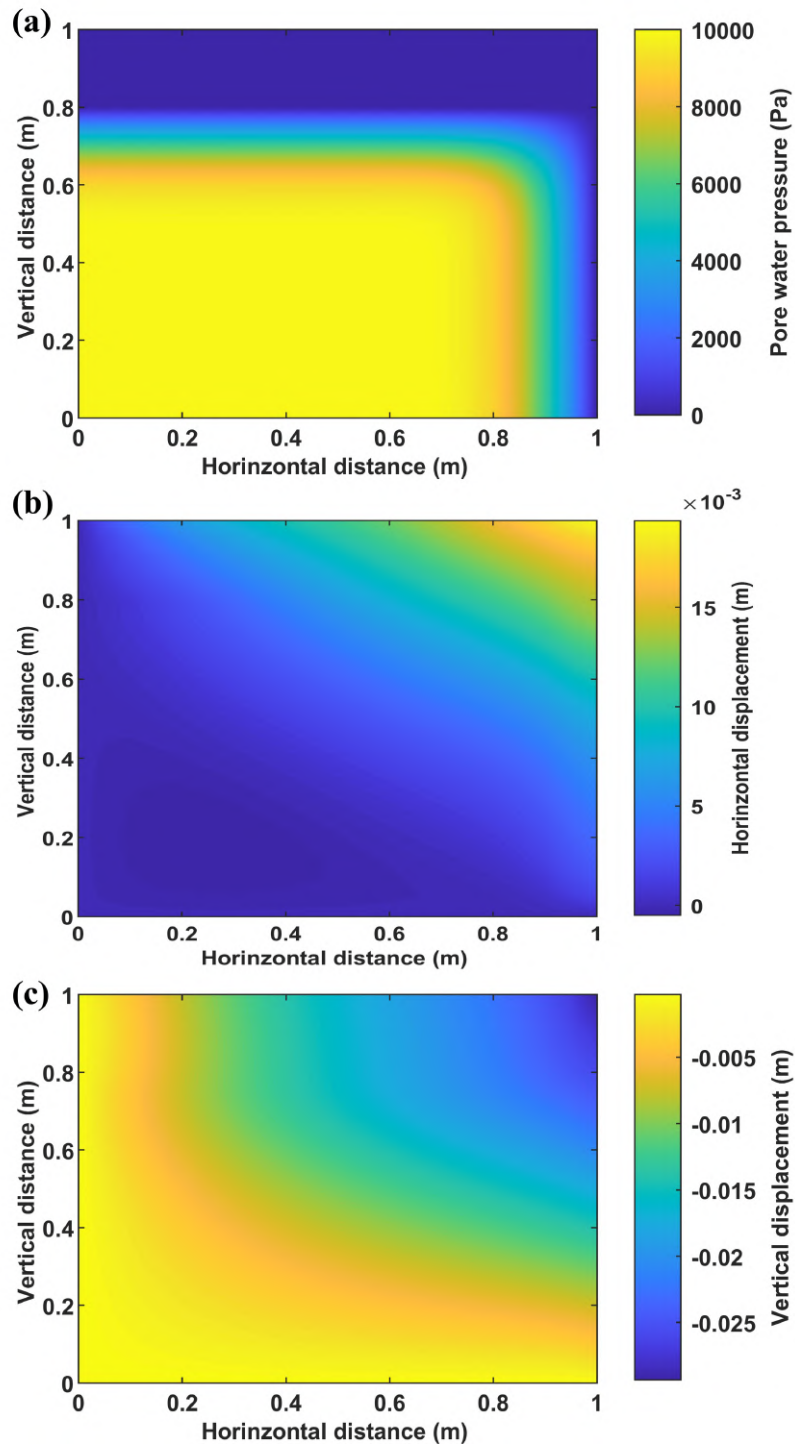 (a)
1
0.8
0.6
0.4
0.2
0
Vertical distance (m)
0 0.2 0.4 0.6 0.8 1
Horinzontal distance (m)
10000
8000
6000
4000
2000
0
Pore water pressure (Pa)
(b)
1
0.8
0.6
0.4
0.2
0
Vertical distance (m)
0 0.2 0.4 0.6 0.8 1
Horinzontal distance (m)
×10-3
15
10
5
0
Horinzontal displacement (m)
(c)
1
0.8
0.6
0.4
0.2
0
Vertical distance (m)
0 0.2 0.4 0.6 0.8 1
Horinzontal distance (m)
-0.005
-0.01
-0.015
-0.02
-0.025
Vertical displacement (m)